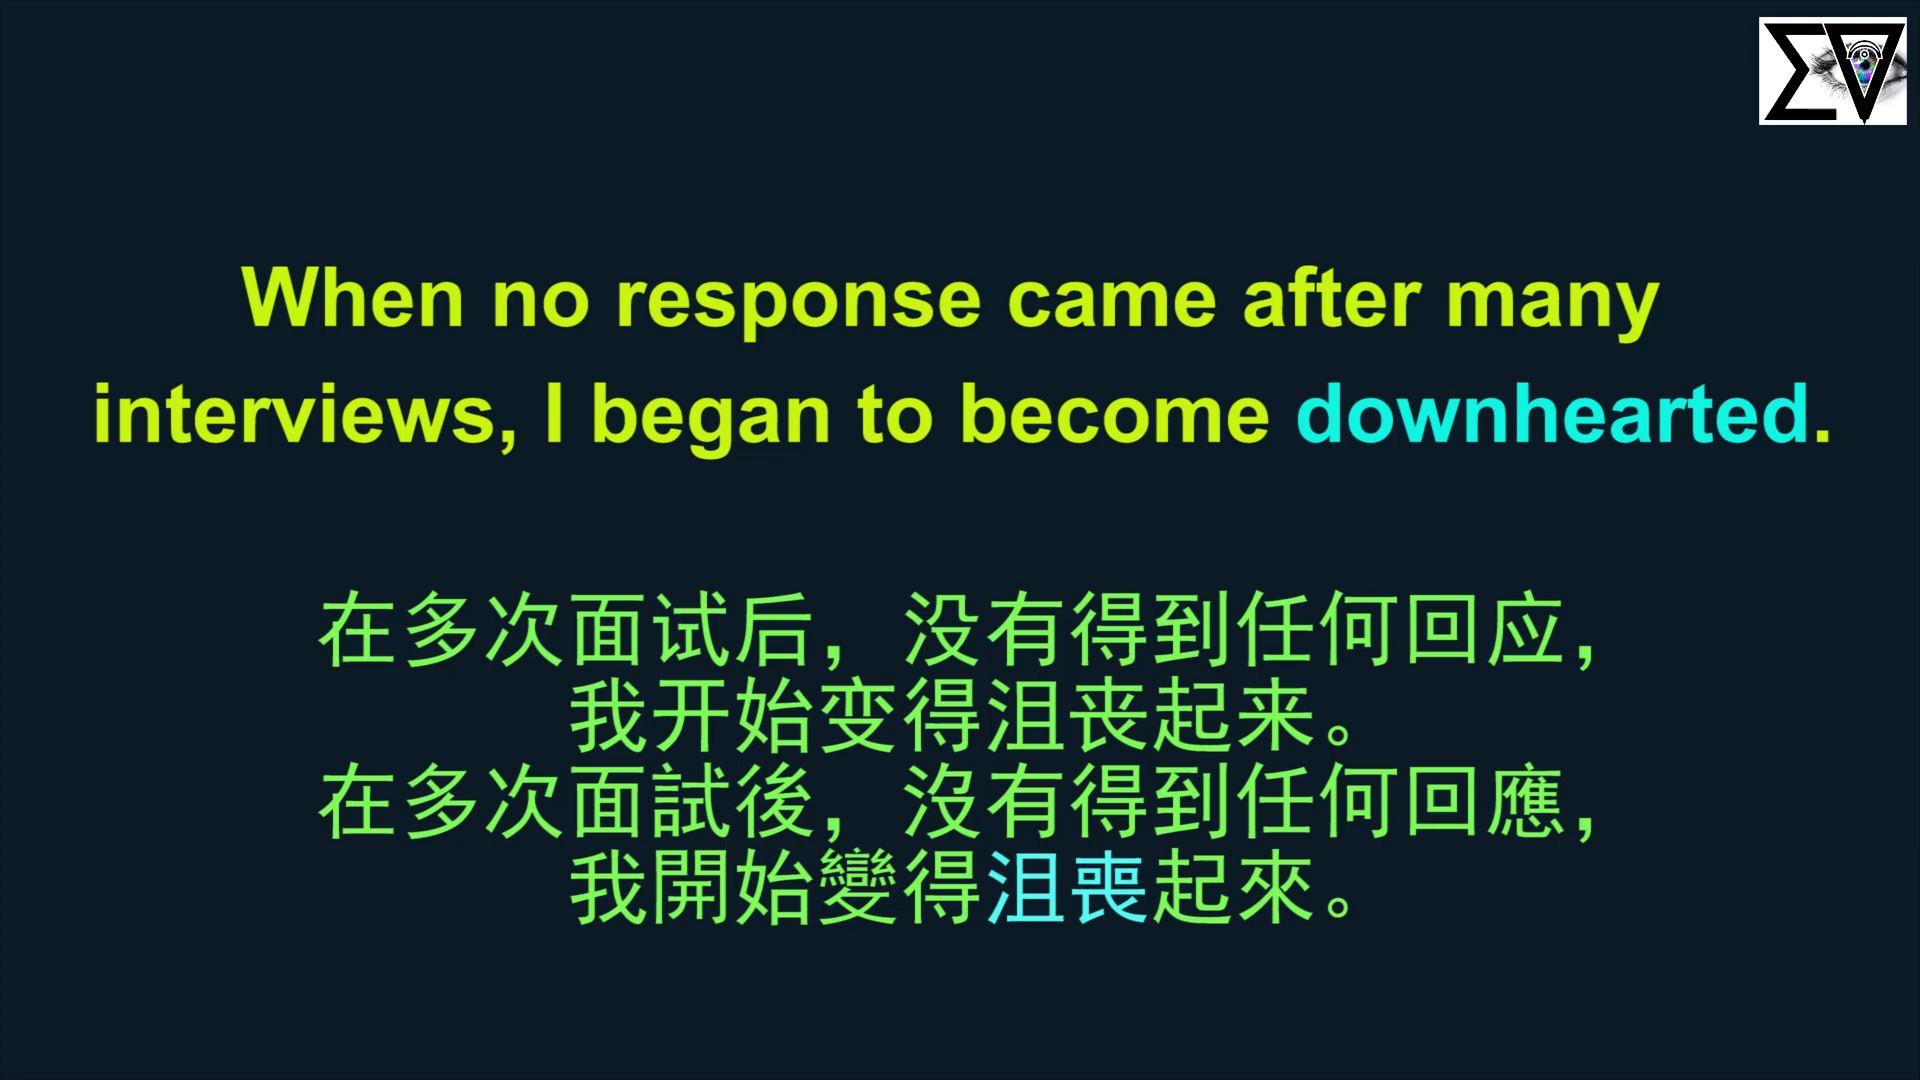 When no response came after many
interviews, I began to become downhearted.
在多次面试后，没有得到任何回应，
我开始变得沮丧起来。
在多次面試後，沒有得到任何回應，
我開始變得沮喪起來。